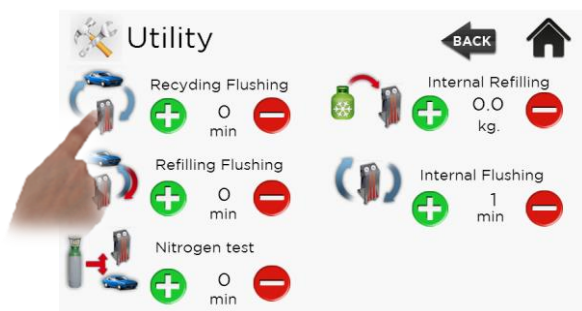 Utility
BACK
Recyding Flushing
0
min
Internal Refilling
0.0
kg.
Refilling Flushing
0
min
Internal Flushing
1
min
Nitrogen test
0
min